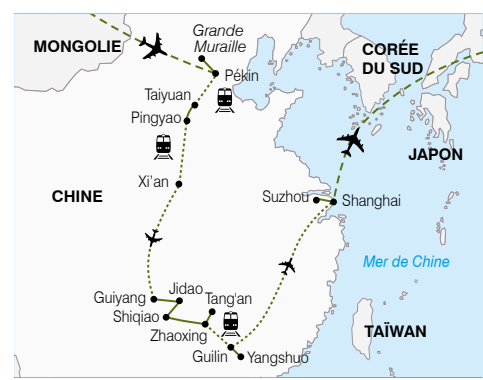 Grande
Muraille
MONGOLIE
CORÉE
DU SUD
Pékin
Taiyuan
Pingyao
JAPON
Xi'an
CHINE
Suzhou
Shanghai
Mer de Chine
Guiyang
Jidao
Tang'an
Shiqiao
Zhaoxing
TAÏWAN
Guilin
Yangshuo